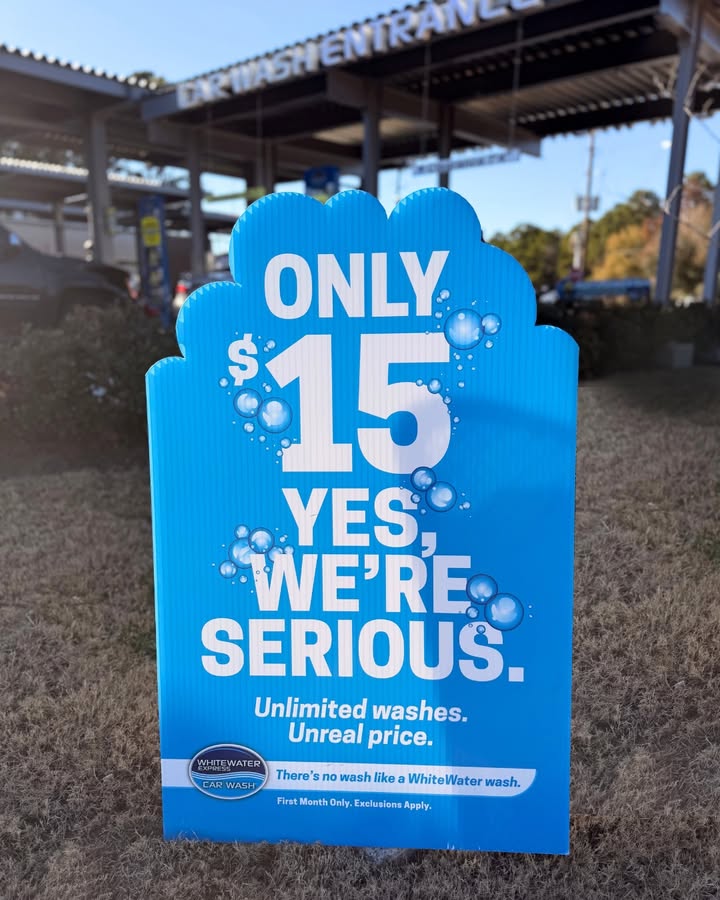 CAR WASH ENTRANCE
ONLY
$15
YES,
WE'RE
SERIOUS.
Unlimited washes.
Unreal price.
WHITEWATER
EXPRESS
CAR WASH
There's no wash like a WhiteWater wash.
First Month Only. Exclusions Apply.